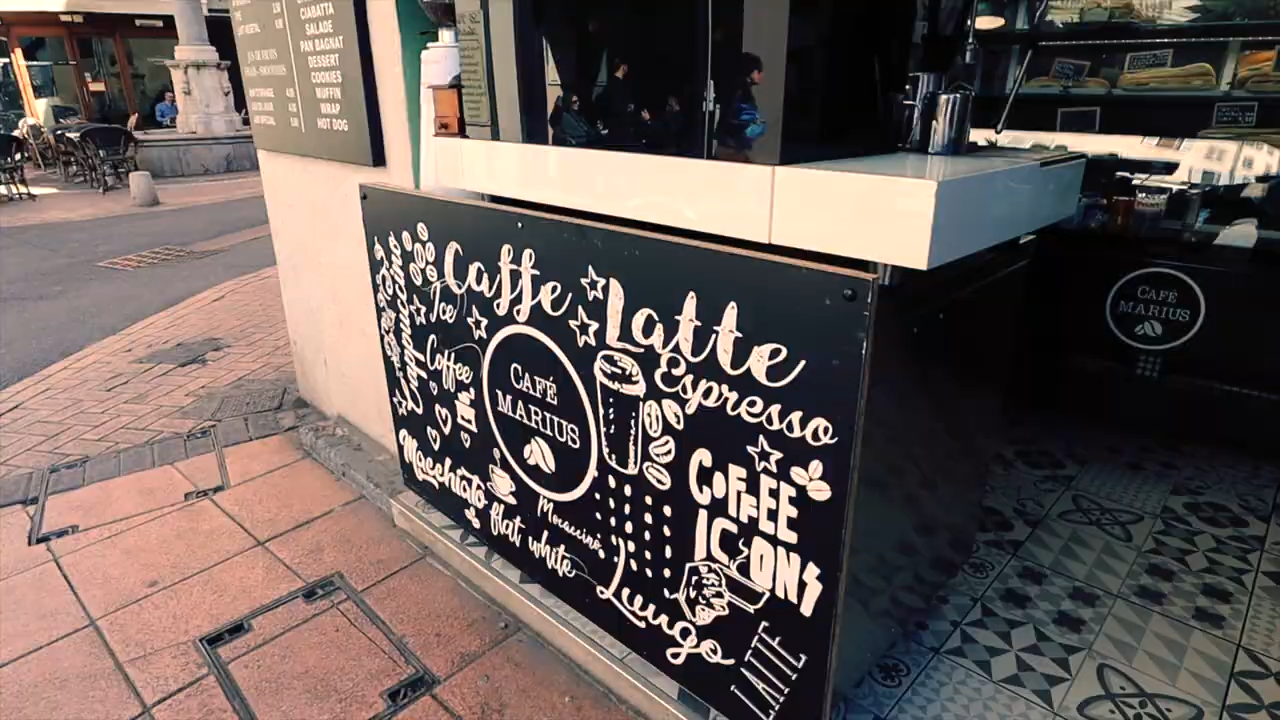 CIABATTA
SALADE
PAN BAGNAT
DESSERT
COOKIES
MUFFIN
WRAP
HOT DOG
Caffe
Latte
Ice
Coffee
Cappuccino
Espresso
CAFÉ
MARIUS
Macchiato
Mocaccino
flat white
COFFEE
ICONS
Lungo
LATTE
CAFÉ
MARIUS